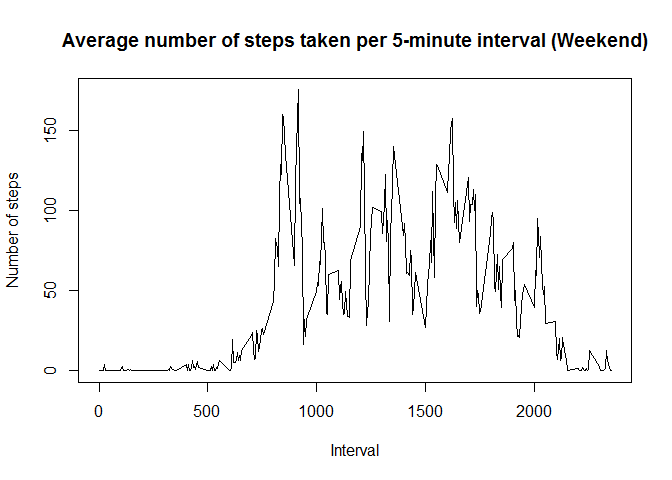 Average number of steps taken per 5-minute interval (Weekend)
Number of steps
150
100
50
0
0 500 1000 1500 2000
Interval